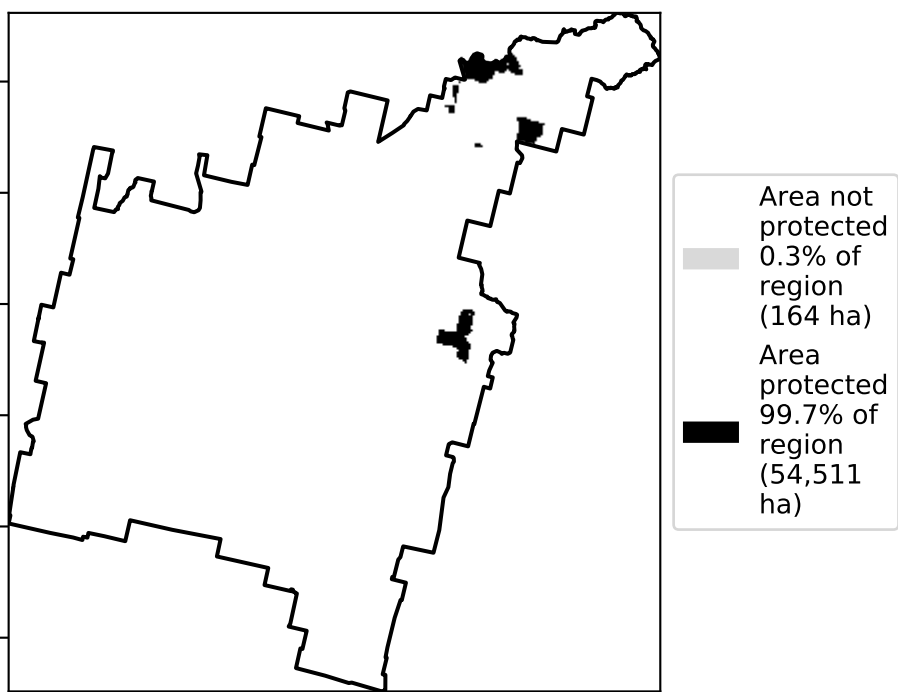 Area not
protected
0.3% of
region
(164 ha)
Area
protected
99.7% of
region
(54,511
ha)